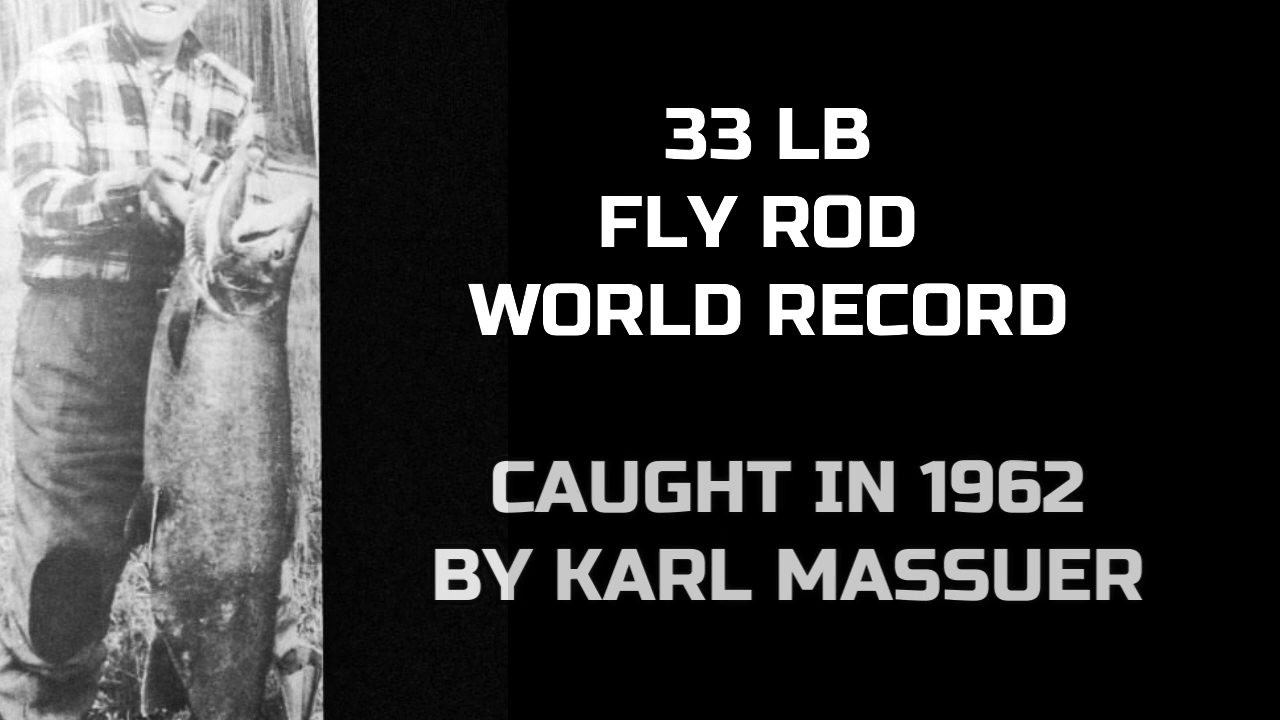 33 LB
FLY ROD
WORLD RECORD
CAUGHT IN 1962
BY KARL MASSUER